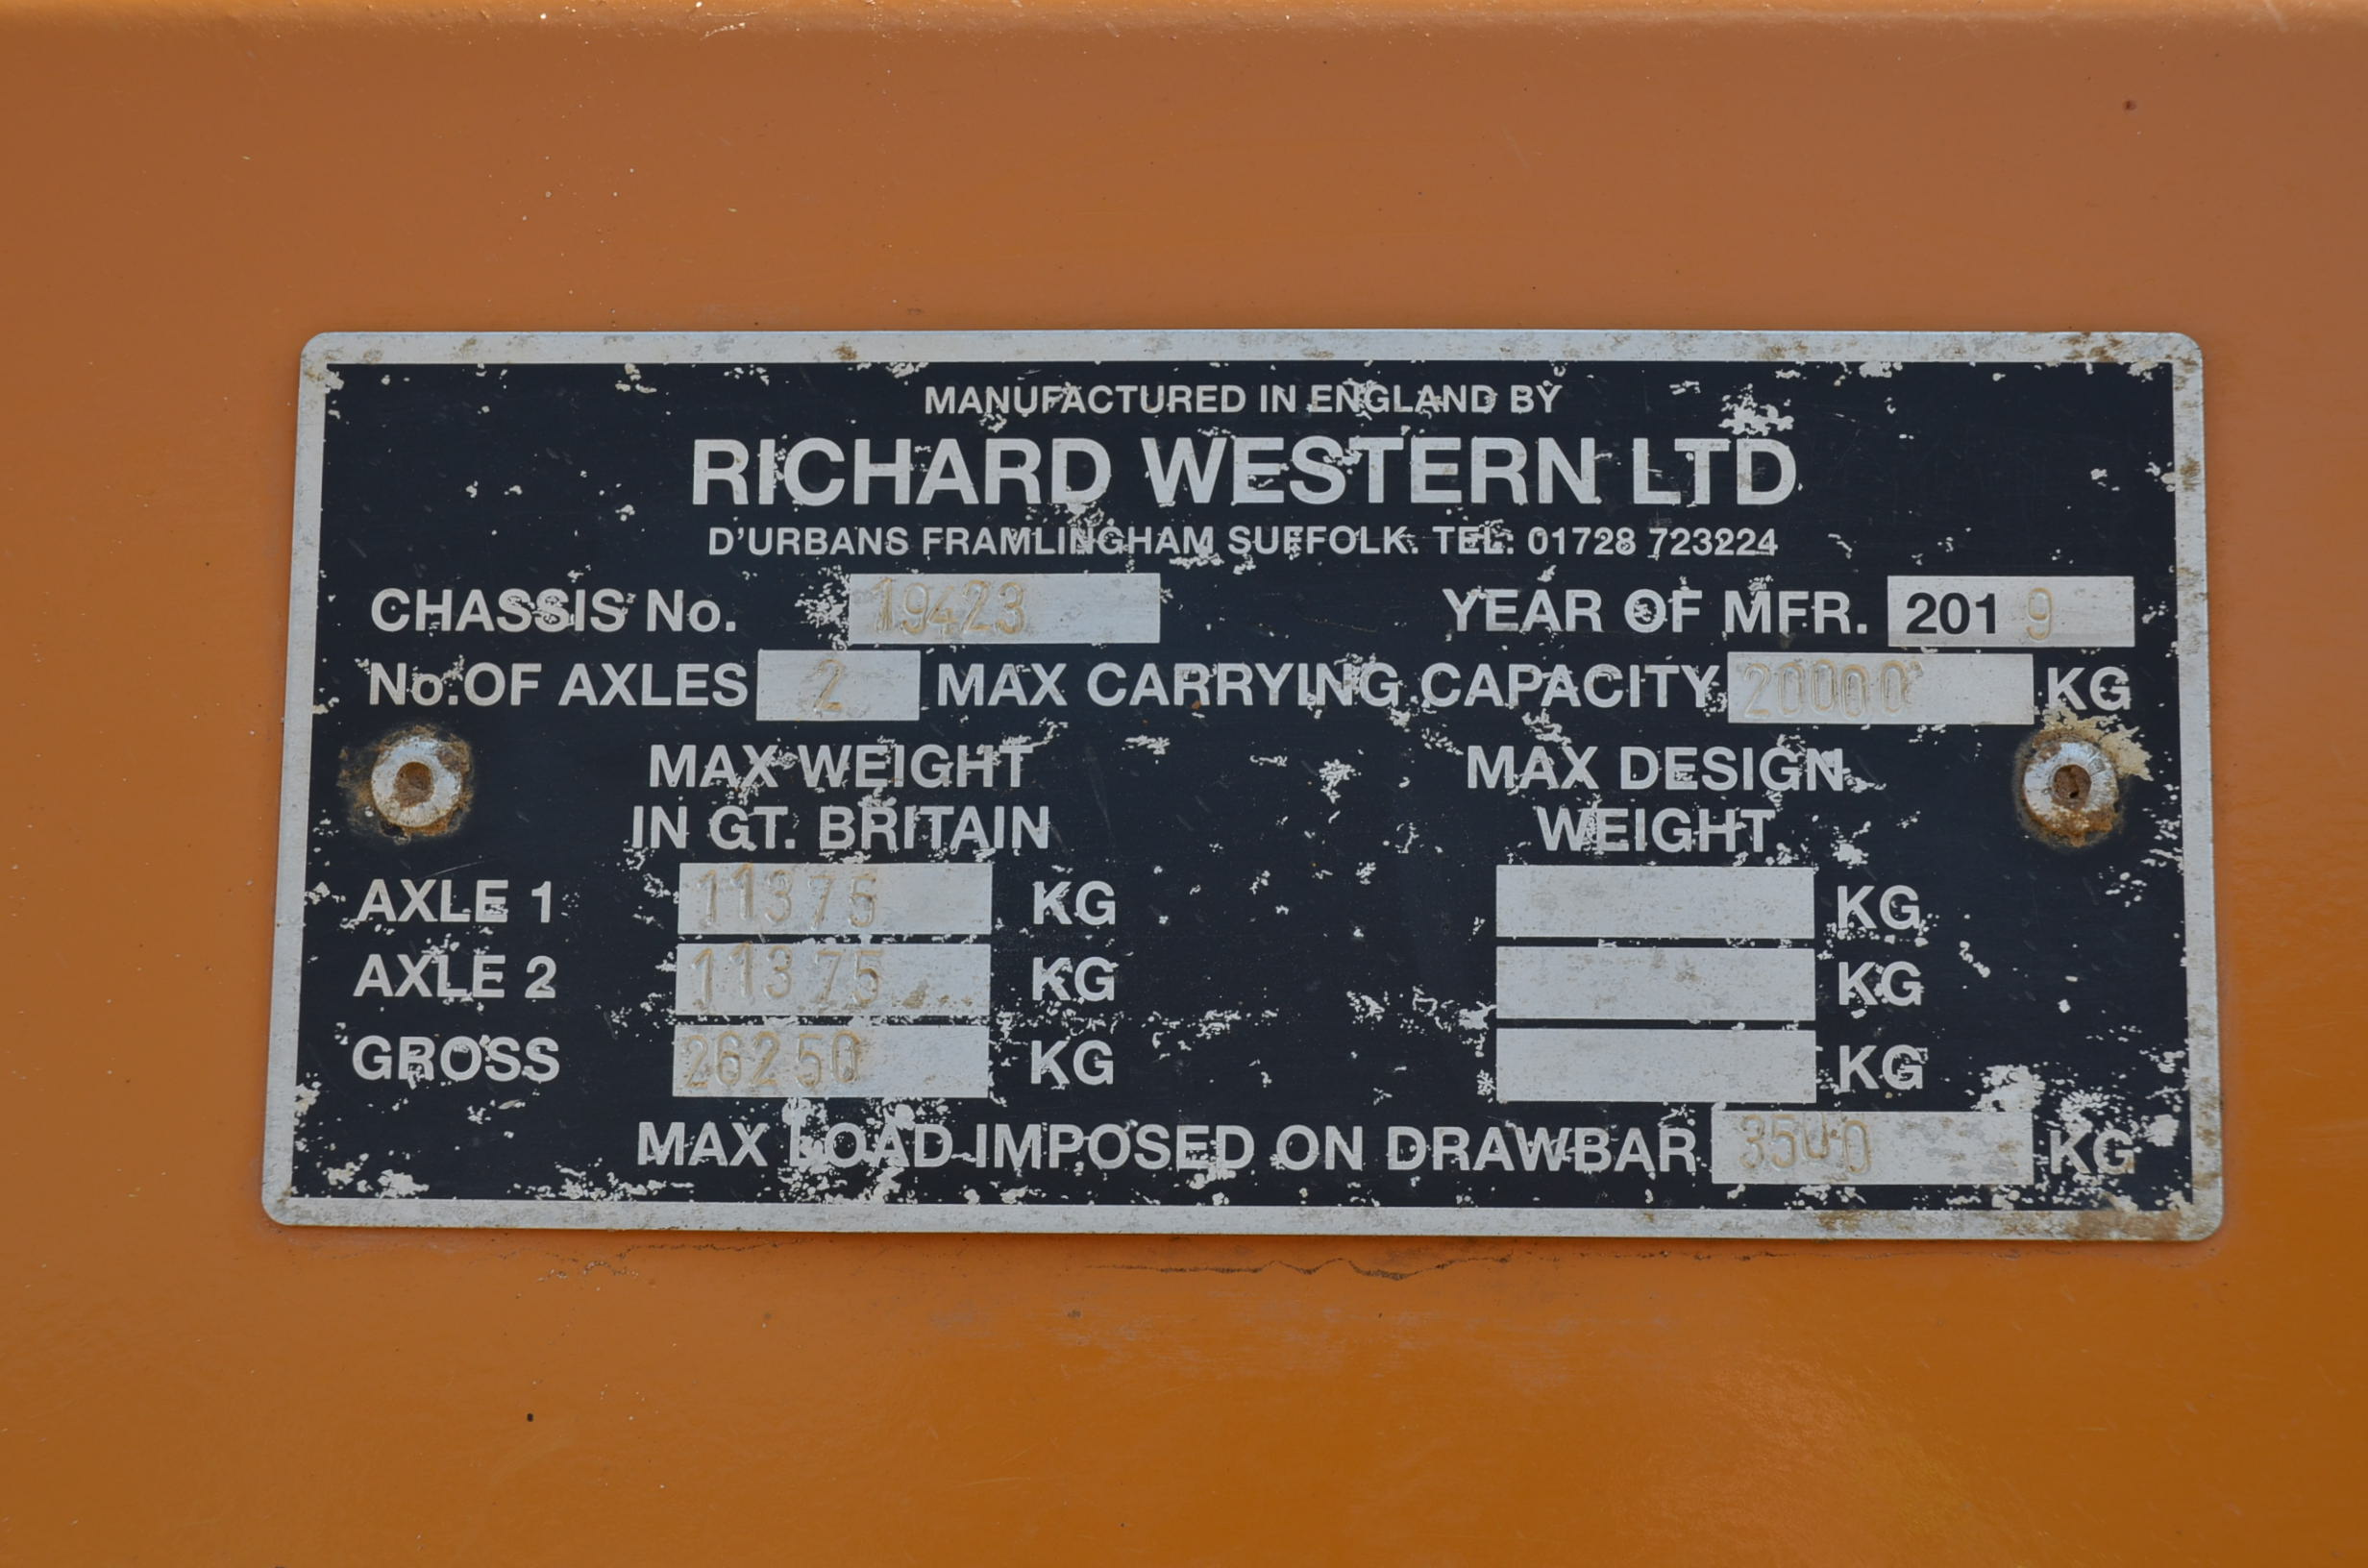 MANUFACTURED IN ENGLAND BY
RICHARD WESTERN LTD
D'URBANS FRAMLINGHAM SUFFOLK. TEL: 01728 723224
CHASSIS No. 19423 YEAR OF MFR. 2019
No. OF AXLES 2 MAX CARRYING CAPACITY 20000 KG
MAX WEIGHT MAX DESIGN
IN GT. BRITAIN WEIGHT
AXLE 1 11375 KG KG
AXLE 2 11375 KG KG
GROSS 26250 KG KG
MAX LOAD IMPOSED ON DRAWBAR 3500 KG